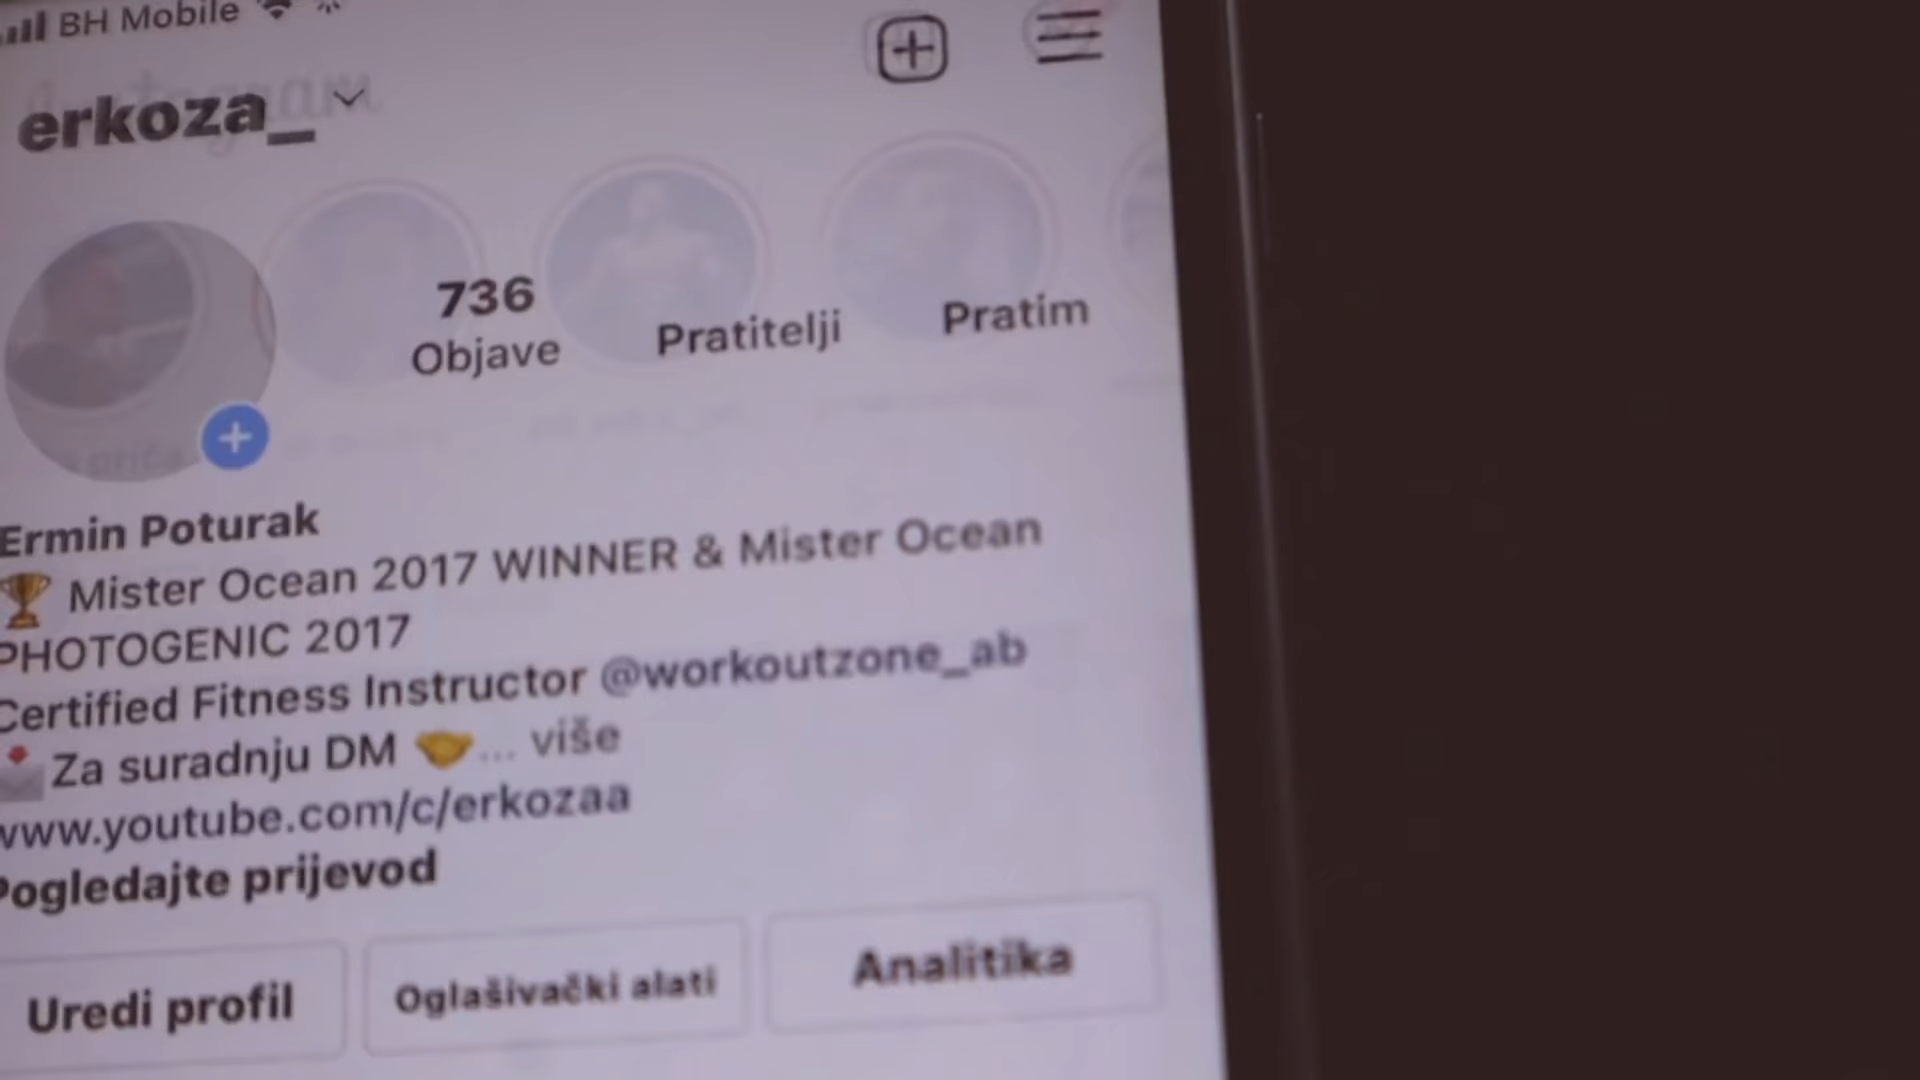 BH Mobile
erkoza_
736
Objave
Pratitelji
Pratim
Ermin Poturak
🏆 Mister Ocean 2017 WINNER & Mister Ocean
PHOTOGENIC 2017
Certified Fitness Instructor @workoutzone_ab
📩Za suradnju DM 🤝... više
www.youtube.com/c/erkozaa
Pogledajte prijevod
Uredi profil
Oglašivački alati
Analitika